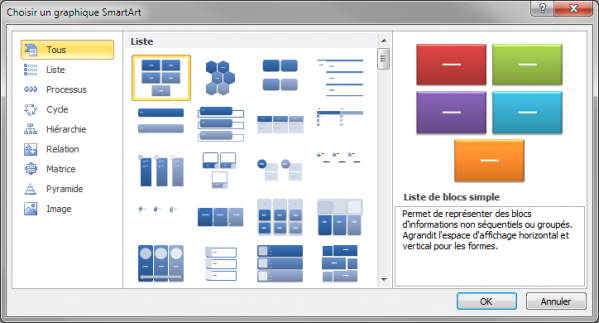 Choisir un graphique SmartArt
Tous
Liste
Processus
Cycle
Hiérarchie
Relation
Matrice
Pyramide
Image
Liste
Liste de blocs simple
Permet de représenter des blocs
d'informations non séquentiels ou groupés.
Agrandit l'espace d'affichage horizontal et
vertical pour les formes.
OK
Annuler